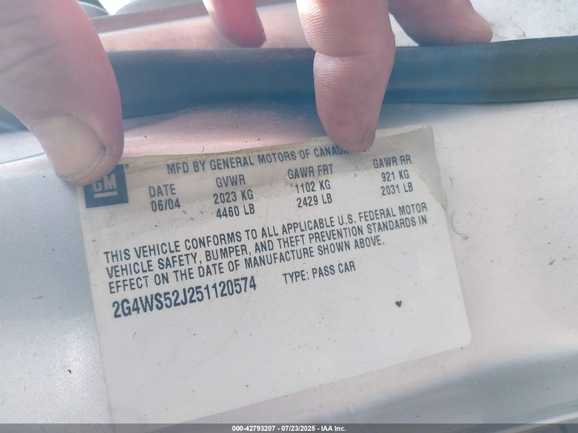 GM
MFD BY GENERAL MOTORS OF CANADA
DATE GVWR GAWR FRT GAWR RR
06/04 2023 KG 1102 KG 921 KG
4460 LB 2429 LB 2031 LB
THIS VEHICLE CONFORMS TO ALL APPLICABLE U.S. FEDERAL MOTOR
VEHICLE SAFETY, BUMPER, AND THEFT PREVENTION STANDARDS IN
EFFECT ON THE DATE OF MANUFACTURE SHOWN ABOVE.
2G4WS52J251120574 TYPE: PASS CAR
000-42793207 - 07/23/2025 - IAA Inc.